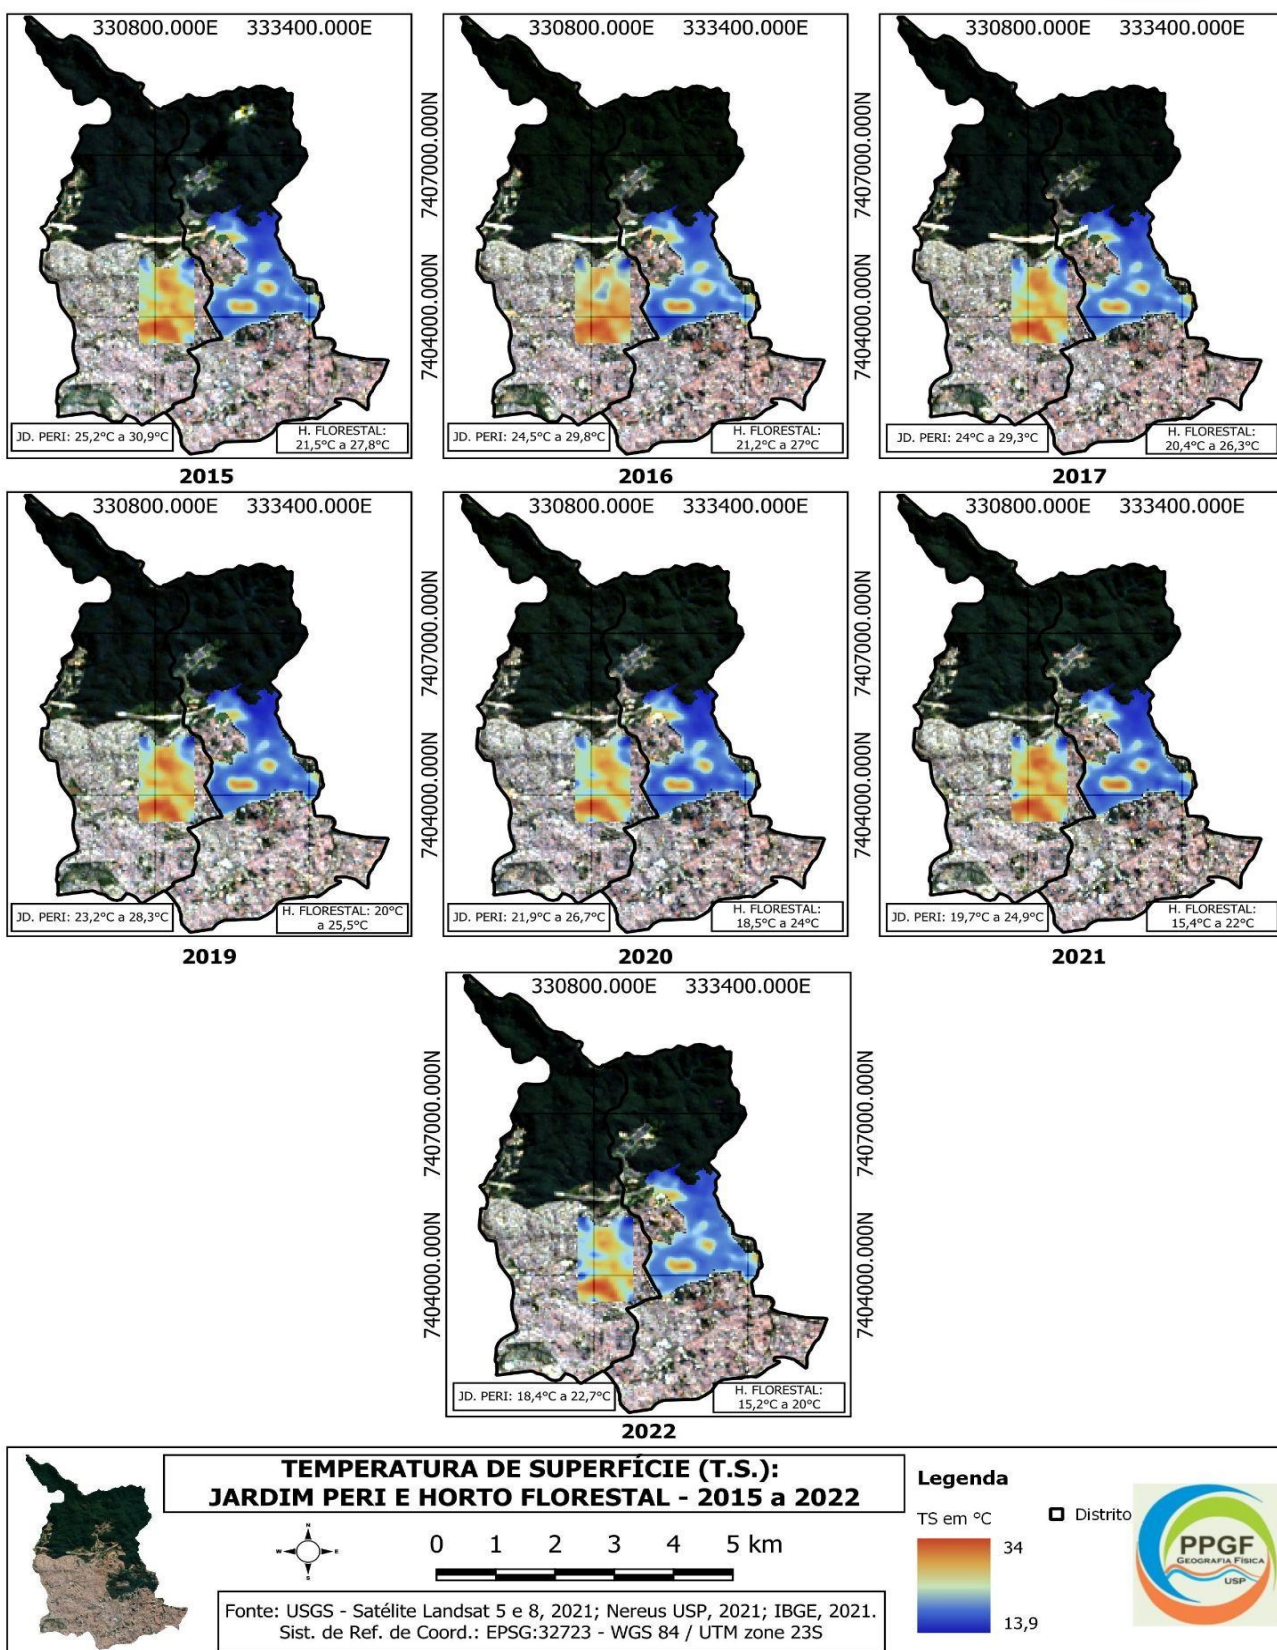 330800.000E 333400.000E
330800.000E 333400.000E
330800.000E 333400.000E
7407000.000N
7404000.000N
7407000.000N
7404000.000N
JD. PERI: 25,2°C a 30,9°C
H. FLORESTAL:
21,5°C a 27,8°C
JD. PERI: 24,5°C a 29,8°C
H. FLORESTAL:
21,2°C a 27°C
JD. PERI: 24°C a 29,3°C
H. FLORESTAL:
20,4°C a 26,3°C
2015
2016
2017
330800.000E 333400.000E
330800.000E 333400.000E
330800.000E 333400.000E
7407000.000N
7404000.000N
7407000.000N
7404000.000N
JD. PERI: 23,2°C a 28,3°C
H. FLORESTAL: 20°C
a 25,5°C
JD. PERI: 21,9°C a 26,7°C
H. FLORESTAL:
18,5°C a 24°C
JD. PERI: 19,7°C a 24,9°C
H. FLORESTAL:
15,4°C a 22°C
2019
2020
2021
330800.000E 333400.000E
7407000.000N
7404000.000N
7407000.000N
7404000.000N
JD. PERI: 18,4°C a 22,7°C
H. FLORESTAL:
15,2°C a 20°C
2022
TEMPERATURA DE SUPERFÍCIE (T.S.):
JARDIM PERI E HORTO FLORESTAL - 2015 a 2022
N
W E
S
0 1 2 3 4 5 km
Fonte: USGS - Satélite Landsat 5 e 8, 2021; Nereus USP, 2021; IBGE, 2021.
Sist. de Ref. de Coord.: EPSG:32723 - WGS 84 / UTM zone 23S
Legenda
TS em °C
34
13,9
Distrito
PPGF
GEOGRAFIA FÍSICA
USP